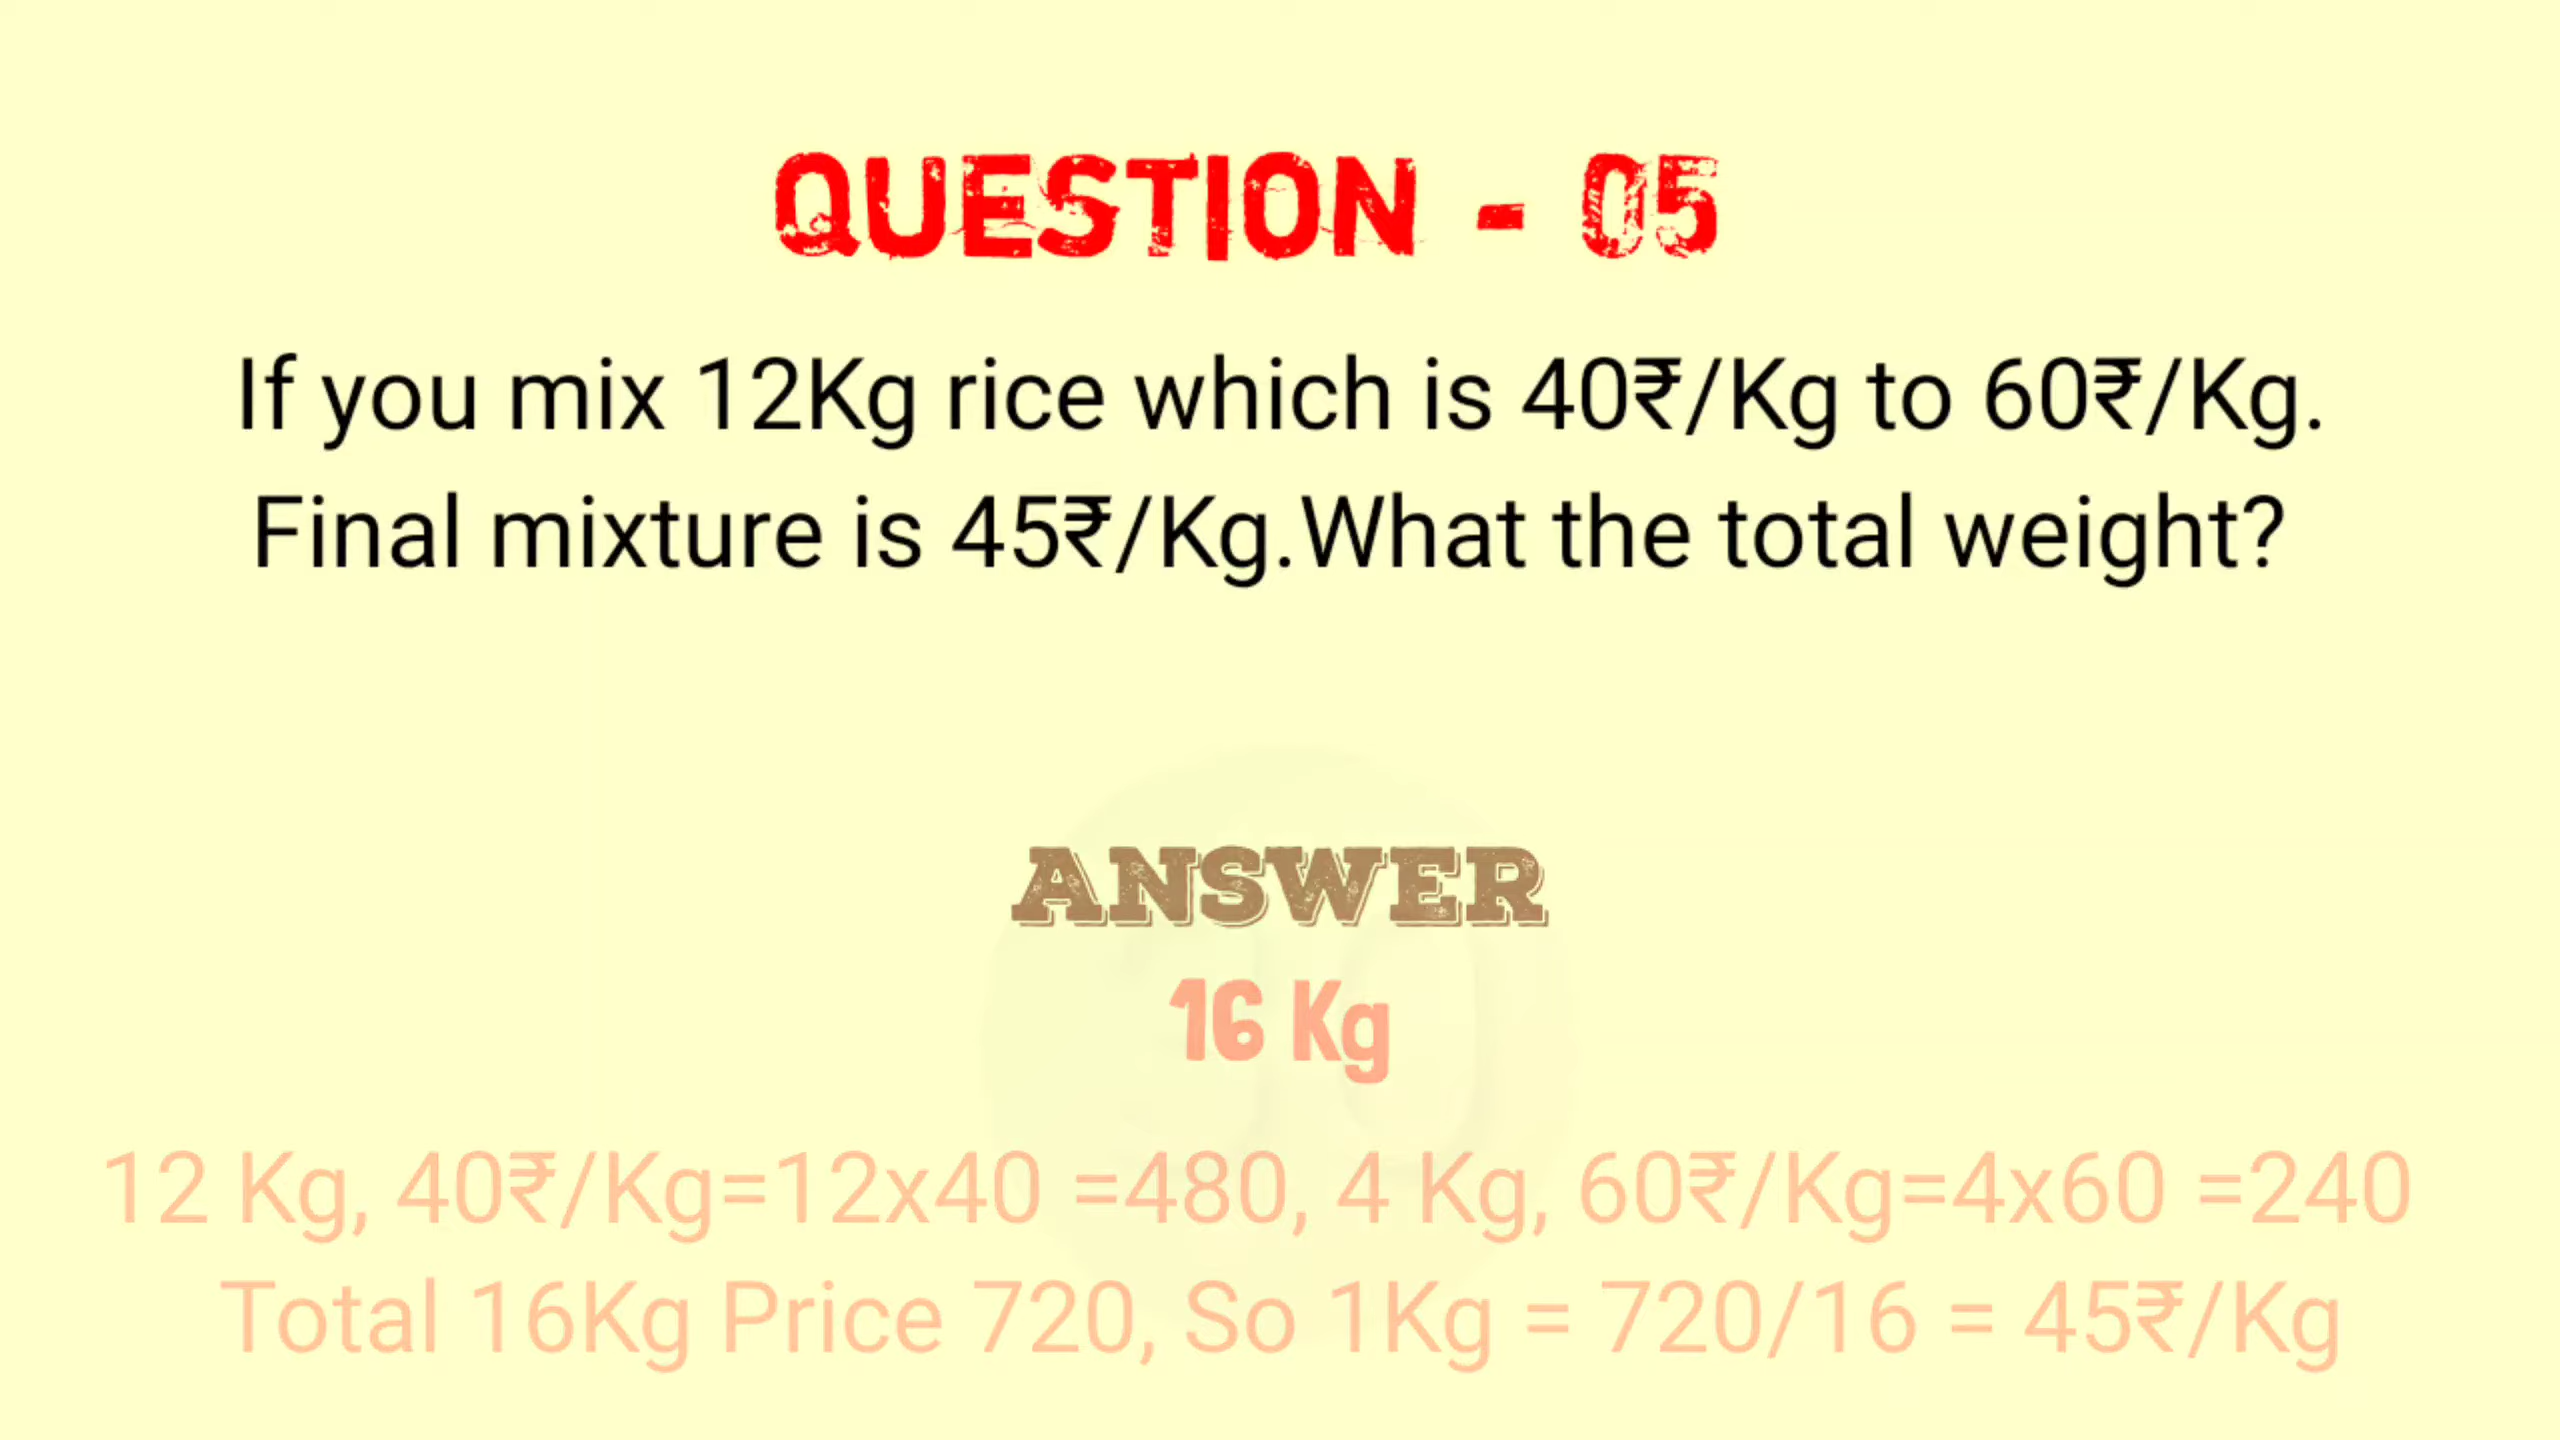 QUESTION - 05
If you mix 12Kg rice which is 40₹/Kg to 60₹/Kg.
Final mixture is 45₹/Kg.What the total weight?
ANSWER
16 Kg
12 Kg, 40₹/Kg=12x40 =480, 4 Kg, 60₹/Kg=4x60 =240
Total 16Kg Price 720, So 1Kg = 720/16 = 45₹/Kg